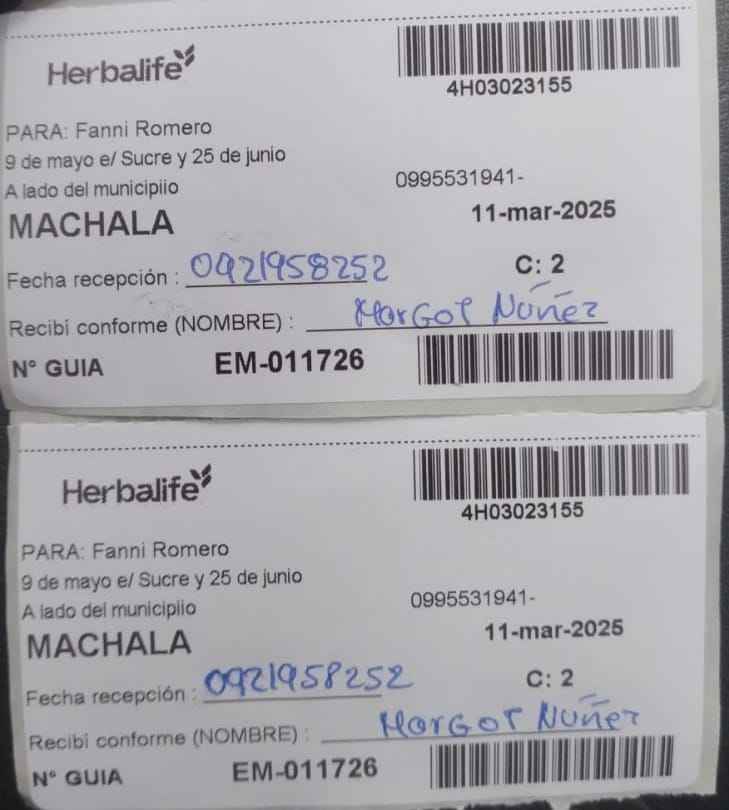 Herbalife
4H03023155
PARA: Fanni Romero
9 de mayo e/ Sucre y 25 de junio
A lado del municipiio 0995531941-
MACHALA 11-mar-2025
Fecha recepción : 0921958252 C: 2
Recibí conforme (NOMBRE) : Margot Núñez
N° GUIA EM-011726
Herbalife
4H03023155
PARA: Fanni Romero
9 de mayo e/ Sucre y 25 de junio
A lado del municipiio 0995531941-
MACHALA 11-mar-2025
Fecha recepción : 0921958252 C: 2
Recibí conforme (NOMBRE) : Margot Núñez
N° GUIA EM-011726